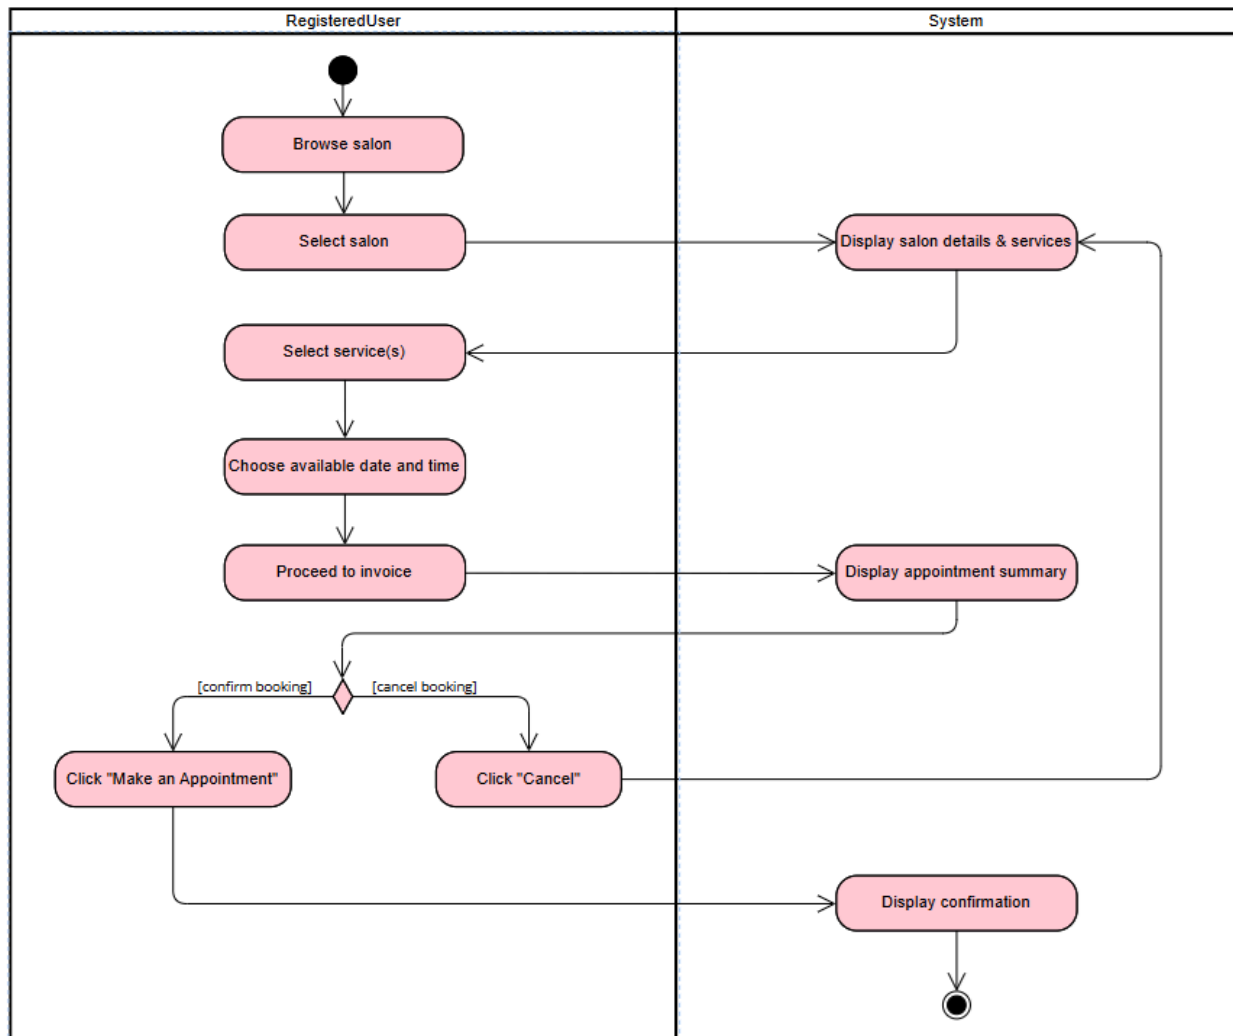 RegisteredUser
System
Browse salon
Select salon
Display salon details & services
Select service(s)
Choose available date and time
Proceed to invoice
Display appointment summary
[confirm booking]
[cancel booking]
Click "Make an Appointment"
Click "Cancel"
Display confirmation